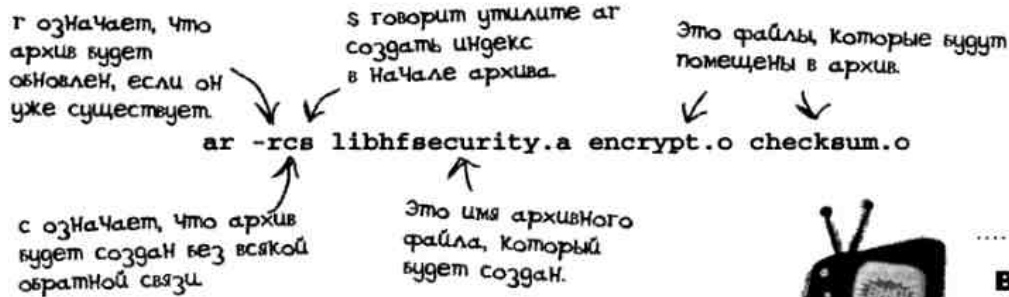 r означает, что
архив будет
обновлен, если он
уже существует.
s говорит утилите ar
создать индекс
в начале архива.
Это файлы, которые будут
помещены в архив.
ar -rcs libhfsecurity.a encrypt.o checksum.o
c означает, что архив
будет создан без всякой
обратной связи
Это имя архивного
файла, который
будет создан.